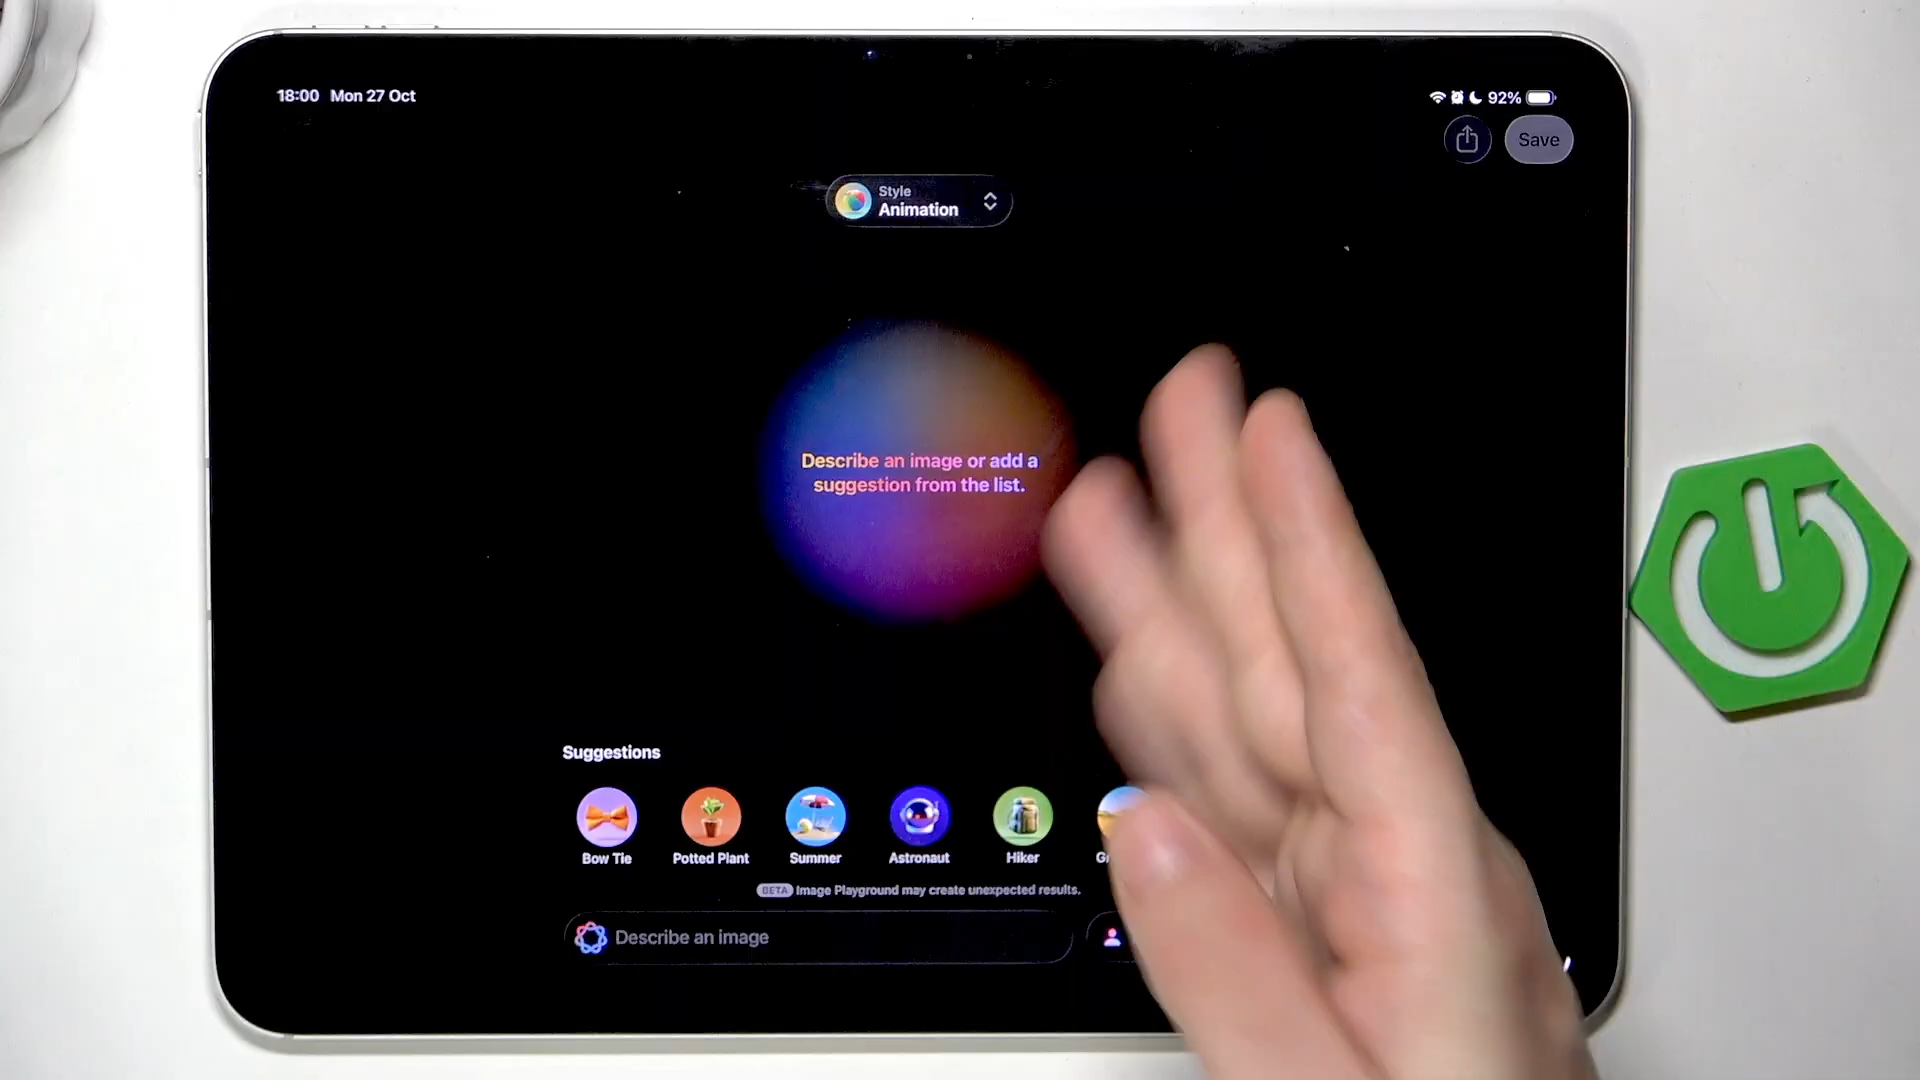 18:00 Mon 27 Oct
92%
Save
Style
Animation
Describe an image or add a
suggestion from the list.
Suggestions
Bow Tie
Potted Plant
Summer
Astronaut
Hiker
BETA Image Playground may create unexpected results.
Describe an image